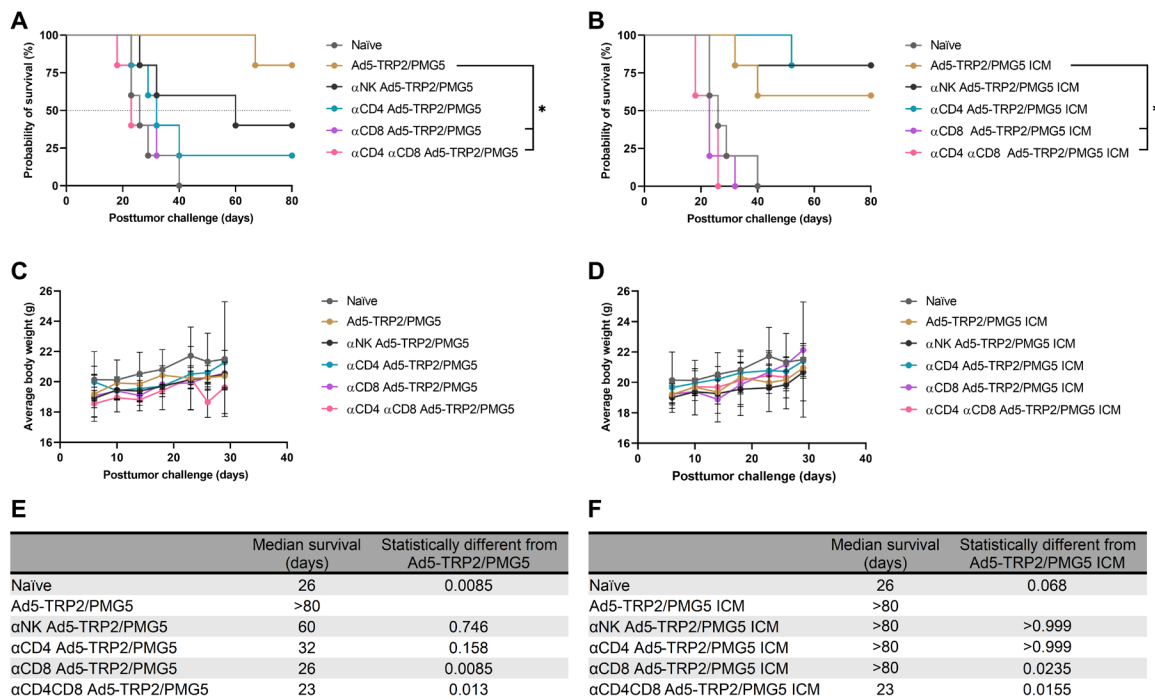 A
Probability of survival (%)
100
75
50
25
0
0 20 40 60 80
Posttumor challenge (days)
Naïve
Ad5-TRP2/PMG5
αNK Ad5-TRP2/PMG5
αCD4 Ad5-TRP2/PMG5
αCD8 Ad5-TRP2/PMG5
αCD4 αCD8 Ad5-TRP2/PMG5
*
B
Probability of survival (%)
100
75
50
25
0
0 20 40 60 80
Posttumor challenge (days)
Naïve
Ad5-TRP2/PMG5 ICM
αNK Ad5-TRP2/PMG5 ICM
αCD4 Ad5-TRP2/PMG5 ICM
αCD8 Ad5-TRP2/PMG5 ICM
αCD4 αCD8 Ad5-TRP2/PMG5 ICM
C
Average body weight (g)
26
24
22
20
18
16
0 10 20 30 40
Posttumor challenge (days)
Naïve
Ad5-TRP2/PMG5
αNK Ad5-TRP2/PMG5
αCD4 Ad5-TRP2/PMG5
αCD8 Ad5-TRP2/PMG5
αCD4 αCD8 Ad5-TRP2/PMG5
D
Average body weight (g)
26
24
22
20
18
16
0 10 20 30 40
Posttumor challenge (days)
Naïve
Ad5-TRP2/PMG5 ICM
αNK Ad5-TRP2/PMG5 ICM
αCD4 Ad5-TRP2/PMG5 ICM
αCD8 Ad5-TRP2/PMG5 ICM
αCD4 αCD8 Ad5-TRP2/PMG5 ICM
E
Median survival (days) Statistically different from Ad5-TRP2/PMG5
Naïve 26 0.0085
Ad5-TRP2/PMG5 >80
αNK Ad5-TRP2/PMG5 60 0.746
αCD4 Ad5-TRP2/PMG5 32 0.158
αCD8 Ad5-TRP2/PMG5 26 0.0085
αCD4CD8 Ad5-TRP2/PMG5 23 0.013
F
Median survival (days) Statistically different from Ad5-TRP2/PMG5 ICM
Naïve 26 0.068
Ad5-TRP2/PMG5 ICM >80
αNK Ad5-TRP2/PMG5 ICM >80 >0.999
αCD4 Ad5-TRP2/PMG5 ICM >80 >0.999
αCD8 Ad5-TRP2/PMG5 ICM >80 0.0235
αCD4CD8 Ad5-TRP2/PMG5 ICM 23 0.0155